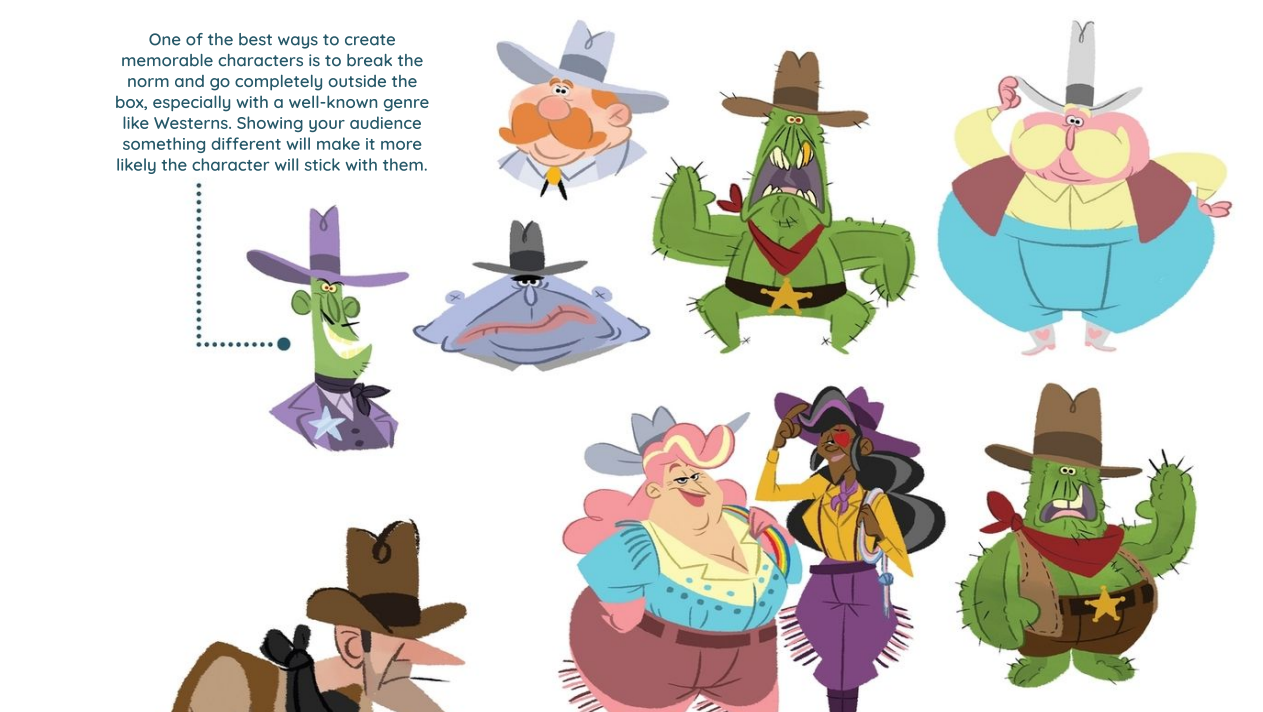 One of the best ways to create
memorable characters is to break the
norm and go completely outside the
box, especially with a well-known genre
like Westerns. Showing your audience
something different will make it more
likely the character will stick with them.